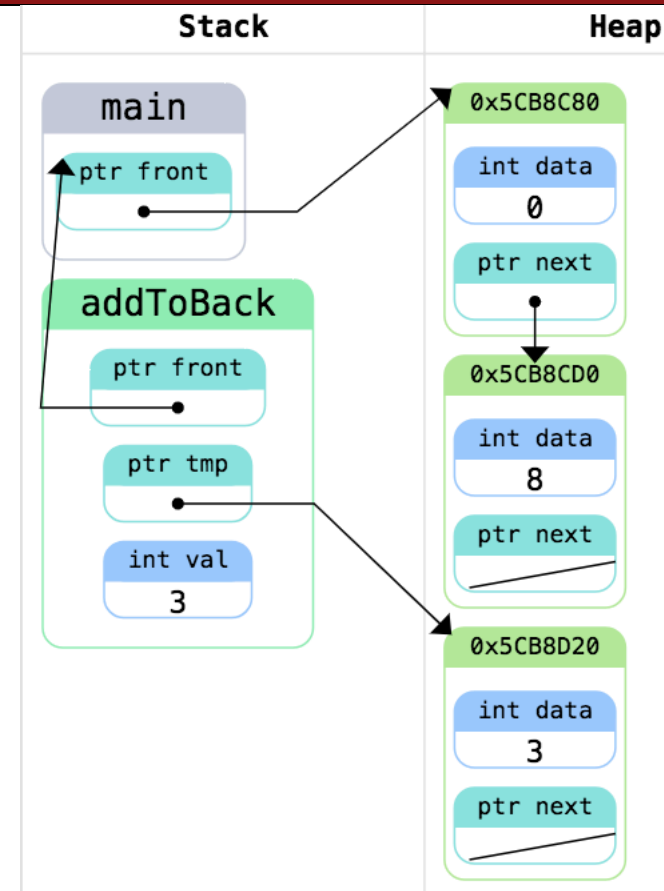 Stack
Heap
main
ptr front
addToBack
ptr front
ptr tmp
int val
3
0x5CB8C80
int data
0
ptr next
0x5CB8CD0
int data
8
ptr next
0x5CB8D20
int data
3
ptr next